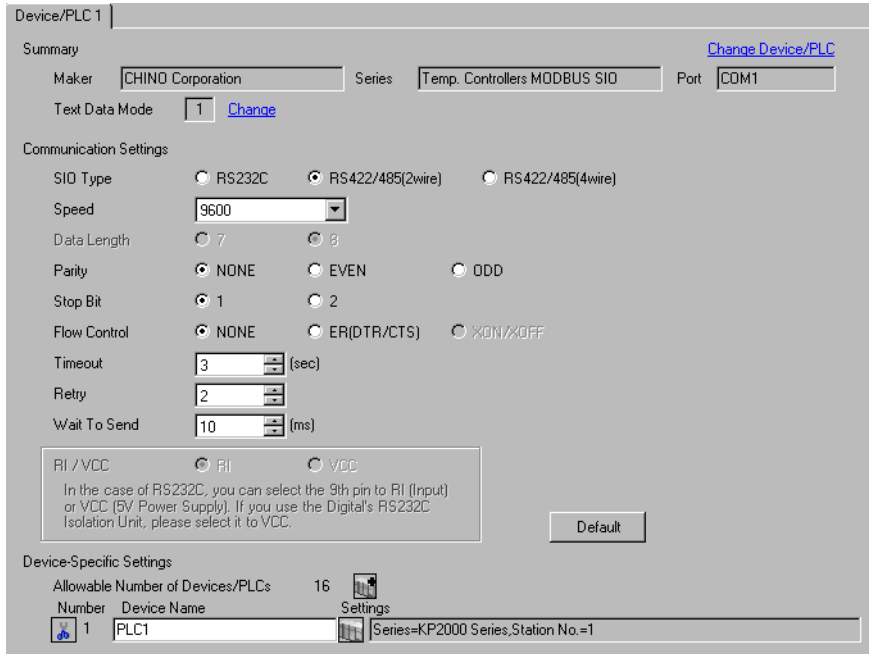 Device/PLC 1
Summary
Change Device/PLC
Maker CHINO Corporation Series Temp. Controllers MODBUS SIO Port COM1
Text Data Mode 1 Change
Communication Settings
SIO Type RS232C RS422/485(2wire) RS422/485(4wire)
Speed 9600
Data Length 7 8
Parity NONE EVEN ODD
Stop Bit 1 2
Flow Control NONE ER(DTR/CTS) XON/XOFF
Timeout 3 (sec)
Retry 2
Wait To Send 10 (ms)
RI / VCC RI VCC
In the case of RS232C, you can select the 9th pin to RI (Input)
or VCC (5V Power Supply). If you use the Digital's RS232C
Isolation Unit, please select it to VCC.
Default
Device-Specific Settings
Allowable Number of Devices/PLCs 16
Number Device Name Settings
1 PLC1 Series=KP2000 Series,Station No.=1